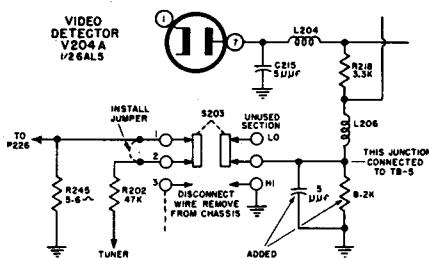 VIDEO
DETECTOR
V204A
1/26AL5
1
7
L204
C215
5μμF
R218
3.3K
L206
INSTALL
JUMPER
S203
UNUSED
SECTION
LO
TO
P226
1
2
3
HI
THIS JUNCTION
CONNECTED
TO TB-5
R245
5.6~
R202
47K
DISCONNECT
WIRE REMOVE
FROM CHASSIS
5
μμF
8.2K
TUNER
ADDED